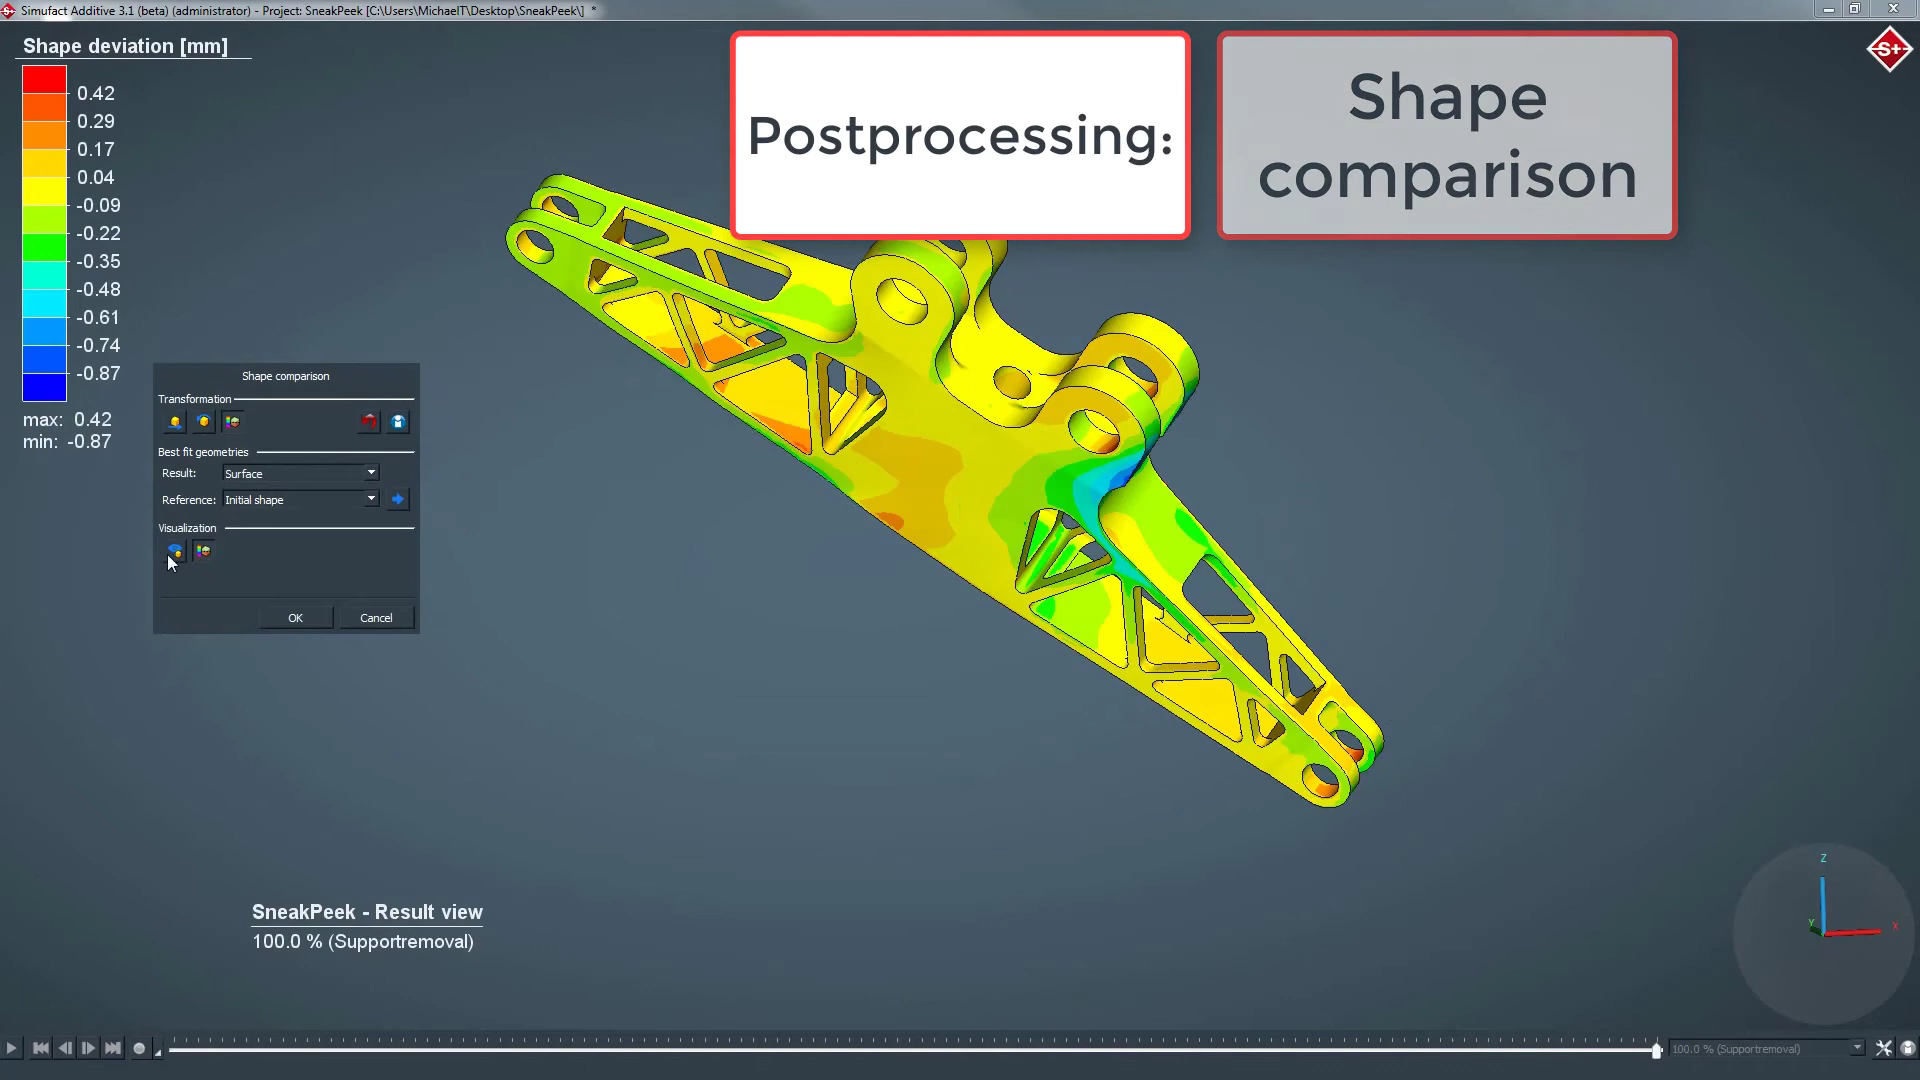 Simufact Additive 3.1 (beta) (administrator) - Project: SneakPeek [C:\Users\MichaelT\Desktop\SneakPeek\] *
Shape deviation [mm]
0.42
0.29
0.17
0.04
-0.09
-0.22
-0.35
-0.48
-0.61
-0.74
-0.87
max: 0.42
min: -0.87
Postprocessing:
Shape
comparison
S+
Shape comparison
Transformation
Best fit geometries
Result: Surface
Reference: Initial shape
Visualization
OK Cancel
SneakPeek - Result view
100.0 % (Supportremoval)
Z
Y
X
100.0 % (Supportremoval)